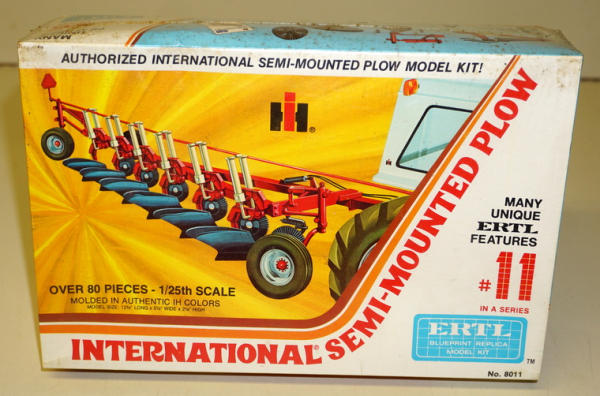 AUTHORIZED INTERNATIONAL SEMI-MOUNTED PLOW MODEL KIT!
IH®
MANY
UNIQUE
ERTL
FEATURES
#11
IN A SERIES
OVER 80 PIECES - 1/25th SCALE
MOLDED IN AUTHENTIC IH COLORS
INTERNATIONAL® SEMI-MOUNTED PLOW
ERTL
BLUEPRINT REPLICA
MODEL KIT
TM
No. 8011